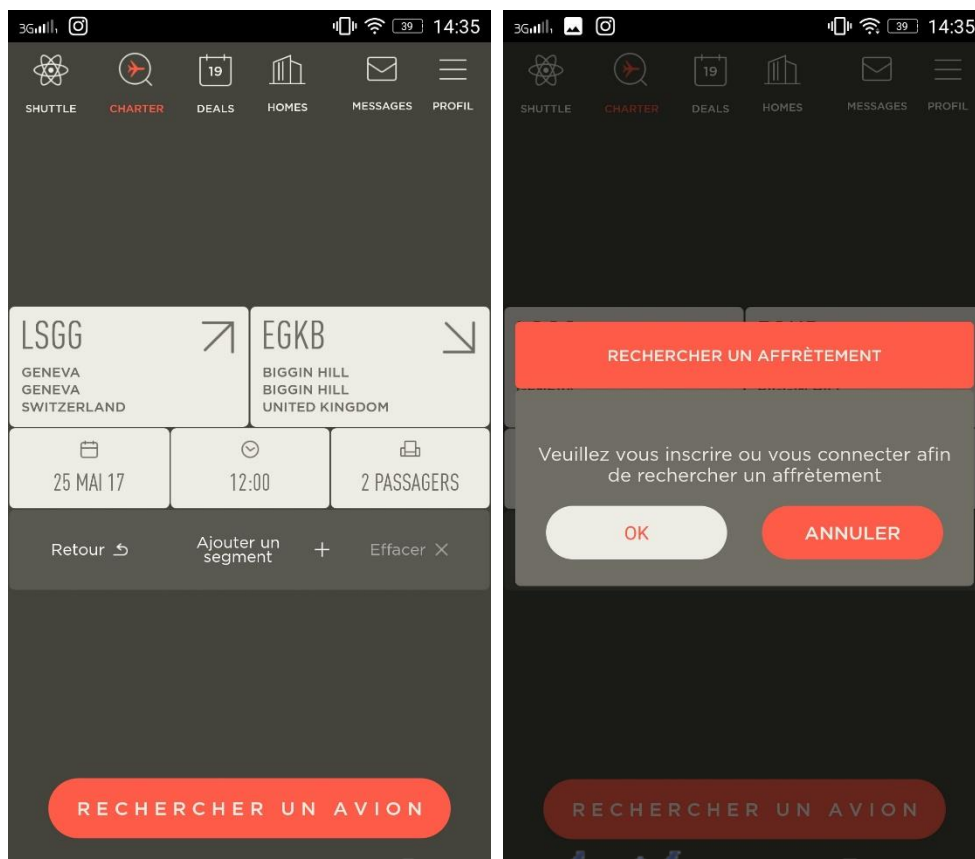 3G 39 14:35
19
SHUTTLE CHARTER DEALS HOMES MESSAGES PROFIL
LSGG
GENEVA
GENEVA
SWITZERLAND
EGKB
BIGGIN HILL
BIGGIN HILL
UNITED KINGDOM
25 MAI 17
12:00
2 PASSAGERS
Retour
Ajouter un
segment +
Effacer
RECHERCHER UN AVION
3G 39 14:35
19
SHUTTLE CHARTER DEALS HOMES MESSAGES PROFIL
RECHERCHER UN AFFRÈTEMENT
Veuillez vous inscrire ou vous connecter afin
de rechercher un affrètement
OK
ANNULER
RECHERCHER UN AVION